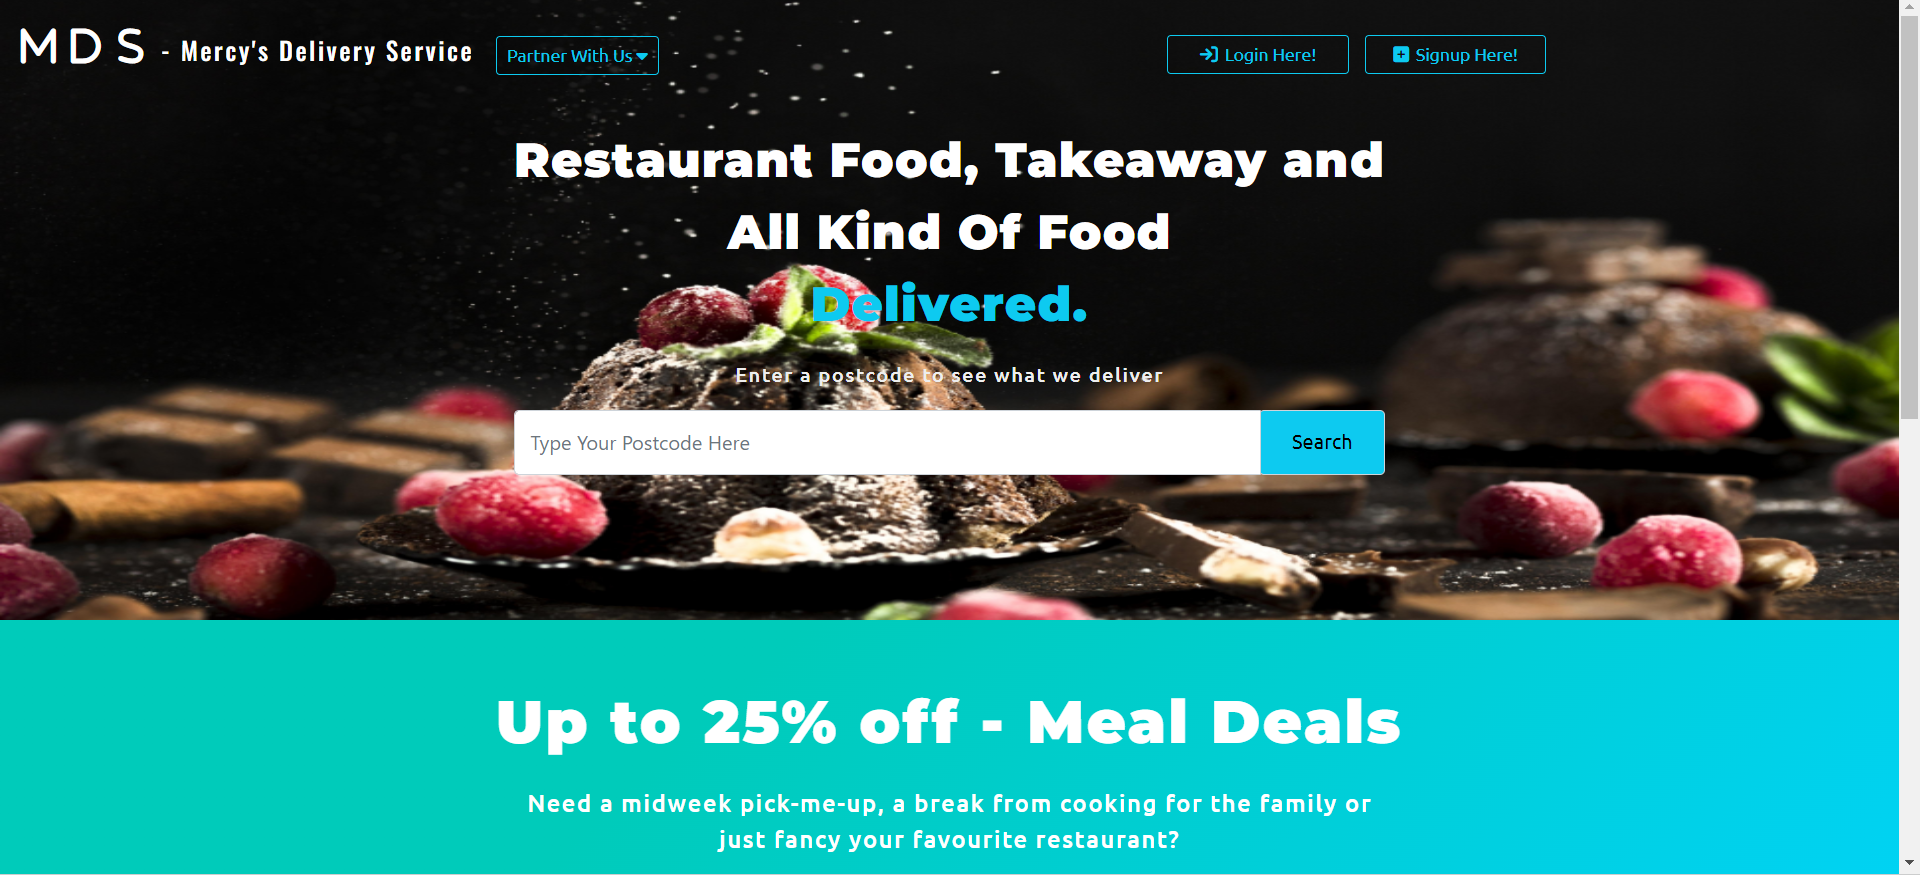 MDS - Mercy's Delivery Service
Partner With Us
Login Here!
Signup Here!
Restaurant Food, Takeaway and
All Kind Of Food
Delivered.
Enter a postcode to see what we deliver
Type Your Postcode Here
Search
Up to 25% off - Meal Deals
Need a midweek pick-me-up, a break from cooking for the family or
just fancy your favourite restaurant?